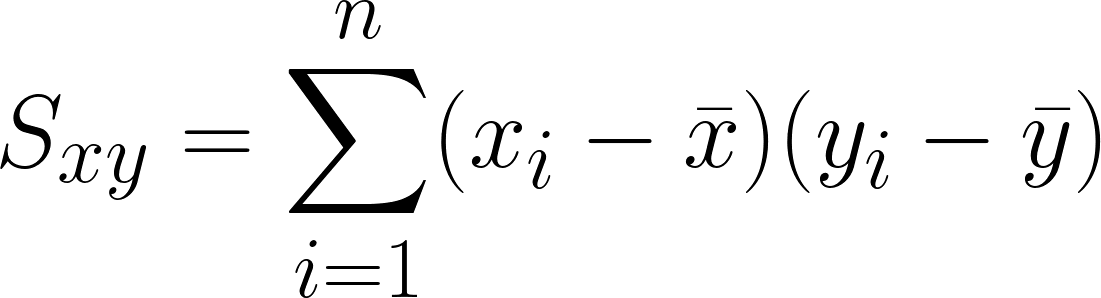 $S_{xy} = \sum_{i=1}^{n} (x_i - \bar{x})(y_i - \bar{y})$